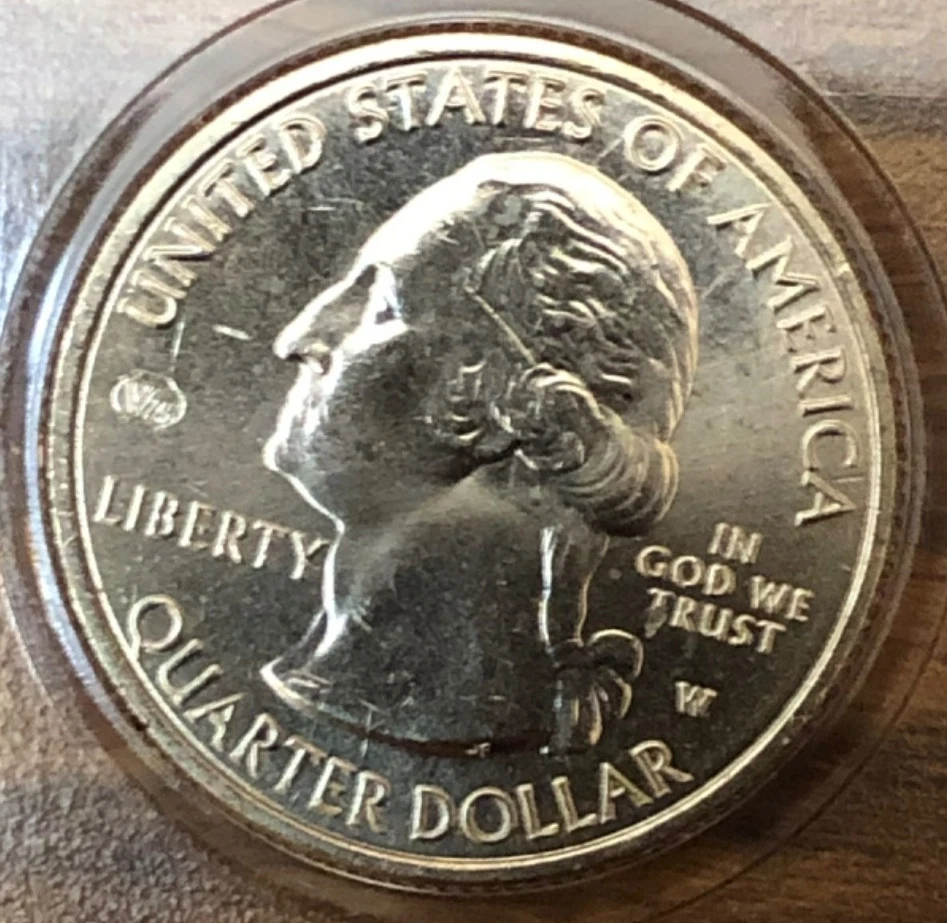 UNITED STATES OF AMERICA
LIBERTY
IN
GOD WE
TRUST
W
QUARTER DOLLAR